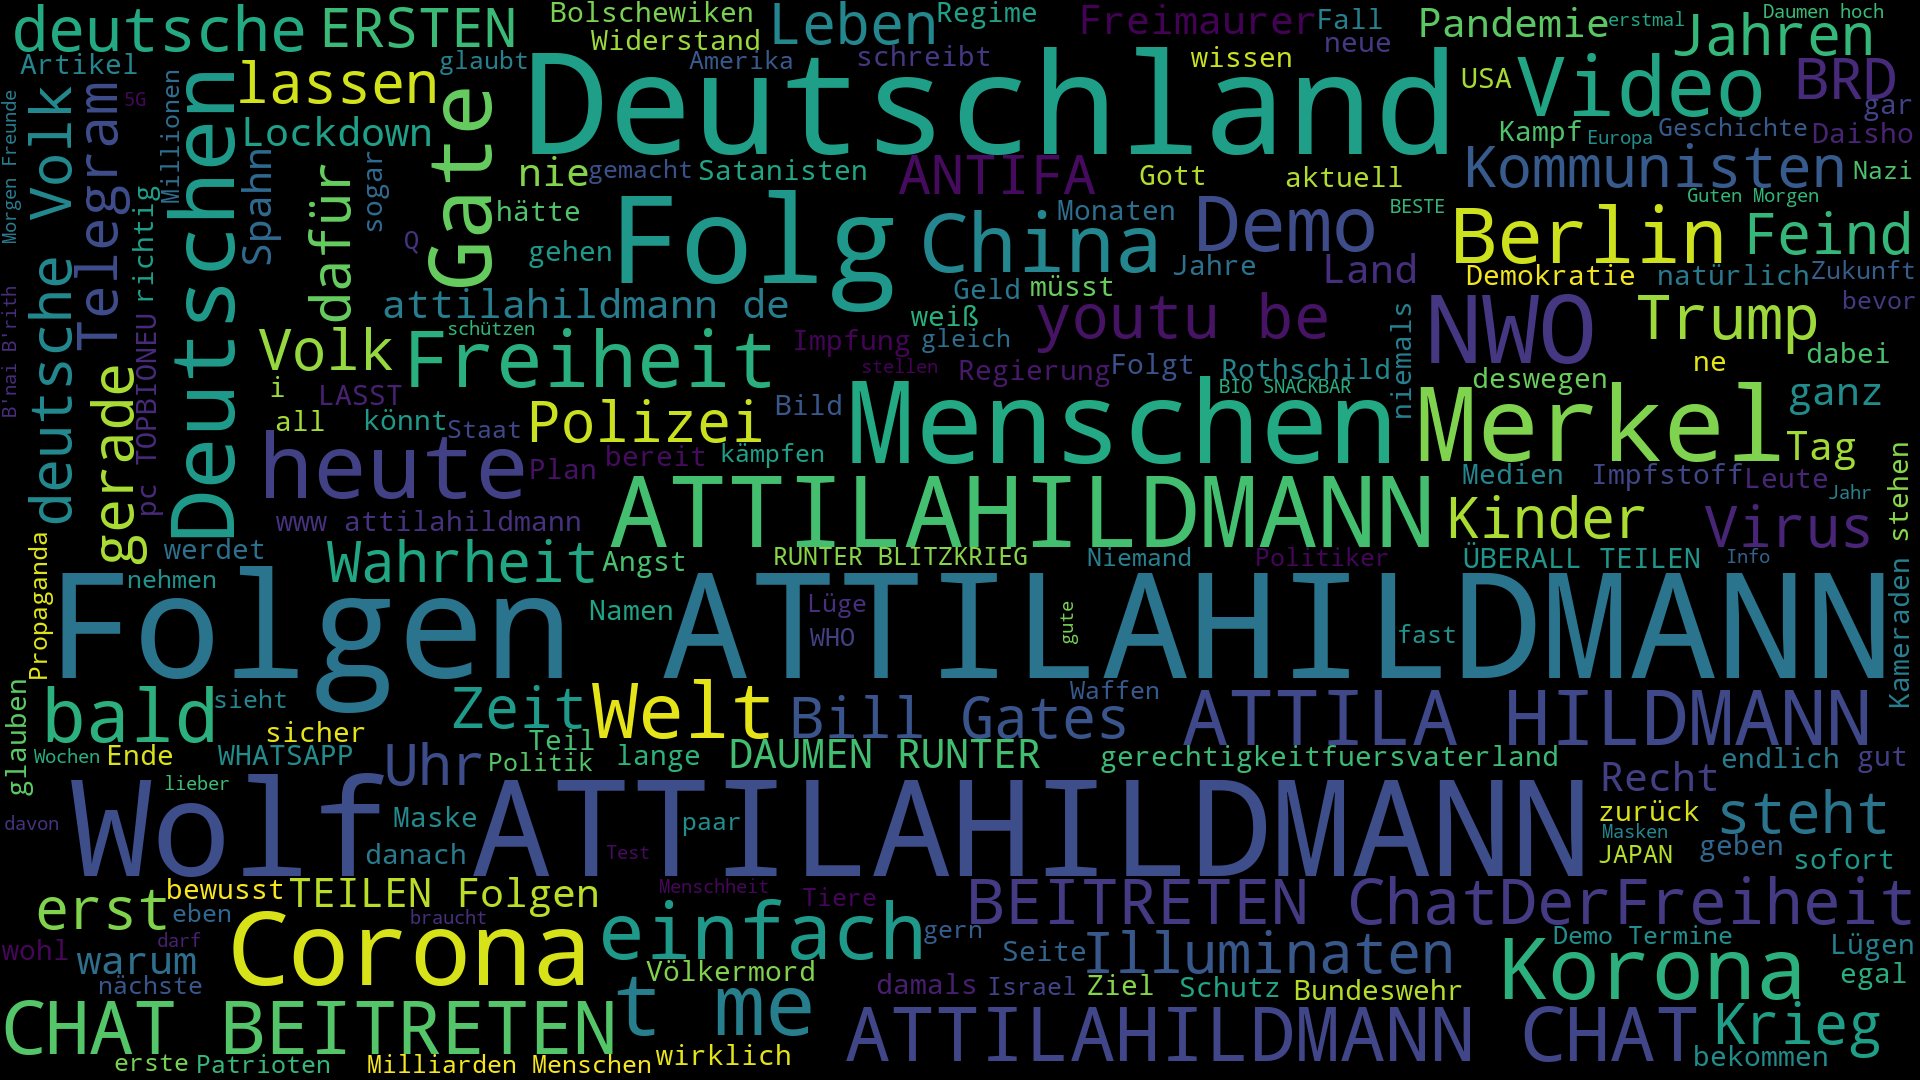 deutsche
ERSTEN
Bolschewiken
Leben
Regime
Freimaurer
Fall
Pandemie
erstmal
Daumen hoch
Jahren
Artikel
Widerstand
glaubt
Amerika
schreibt
wissen
neue
USA
Video
BRD
gar
Morgen Freunde
deutsche Volk
Telegram
5G
Millionen
Deutschen
lassen
Lockdown
Gate
Deutschland
Kampf
Europa
Geschichte
Daisho
Spahn
dafür
sogar
nie
gemacht
Satanisten
ANTIFA
Gott
aktuell
Kommunisten
Nazi
Guten Morgen
Q
hätte
gehen
Folg
China
Monaten
Demo
BESTE
Berlin
Feind
Jahre
Land
Demokratie
natürlich
Zukunft
B'nai B'rith
pc TOPBIONEU richtig
attilahildmann de
Geld
müsst
weiß
youtu be
niemals
NWO
Trump
bevor
gerade
Volk
schützen
Freiheit
Impfung
gleich
stellen
Regierung
Folgt
Rothschild
ne
dabei
i
LASST
BIO SNACKBAR
deswegen
ganz
all
könnt
Staat
Polizei
Bild
Menschen
Merkel
Tag
heute
Plan
bereit
kämpfen
Medien
Impfstoff
Leute
Jahr
stehen
www attilahildmann
ATTILAHILDMANN
Kinder
Virus
Propaganda
werdet
nehmen
Wahrheit
Angst
RUNTER BLITZKRIEG
Niemand
Politiker
ÜBERALL TEILEN
Info
Kameraden
Folgen ATTILAHILDMANN
Namen
Lüge
WHO
gute
fast
glauben
bald
sieht
Zeit
Welt
Bill Gates
Waffen
ATTILA HILDMANN
sicher
Teil
Wochen
Ende
WHATSAPP
Uhr
Politik
lange
DAUMEN RUNTER
gerechtigkeitfuersvaterland
Recht
endlich
gut
lieber
davon
Wolf ATTILAHILDMANN
Maske
paar
danach
Test
zurück
Masken
JAPAN
steht
geben
sofort
erst
bewusst
eben
TEILEN Folgen
braucht
Menschheit
Tiere
BEITRETEN ChatDerFreiheit
wohl
darf
warum
nächste
Corona
einfach
gern
Seite
Illuminaten
Demo Termine
Korona
Lügen
egal
Völkermord
damals
Israel
Ziel
Schutz
Bundeswehr
CHAT BEITRETEN
t me
ATTILAHILDMANN CHAT
Krieg
erste
Patrioten
Milliarden Menschen
wirklich
bekommen